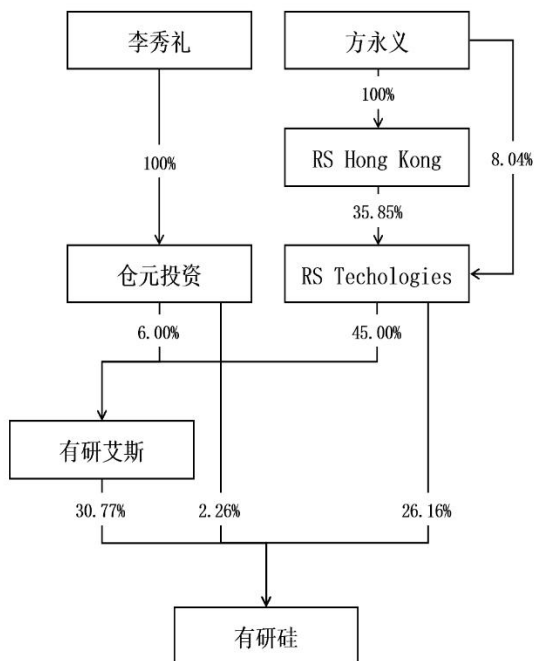 李秀礼
方永义
100%
RS Hong Kong
8.04%
100%
35.85%
仓元投资
RS Techologies
6.00%
45.00%
有研艾斯
30.77%
2.26%
26.16%
有研硅